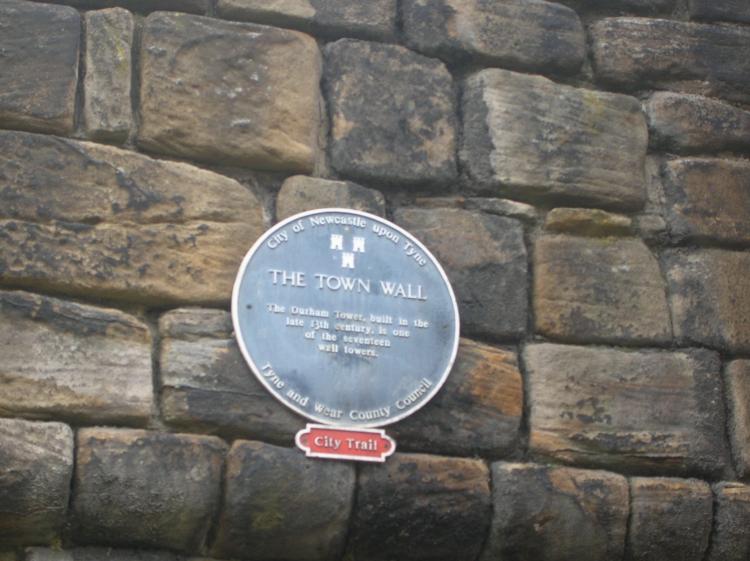 City of Newcastle upon Tyne
THE TOWN WALL
The Durham Tower, built in the
late 13th century, is one
of the seventeen
wall towers.
Tyne and Wear County Council
City Trail